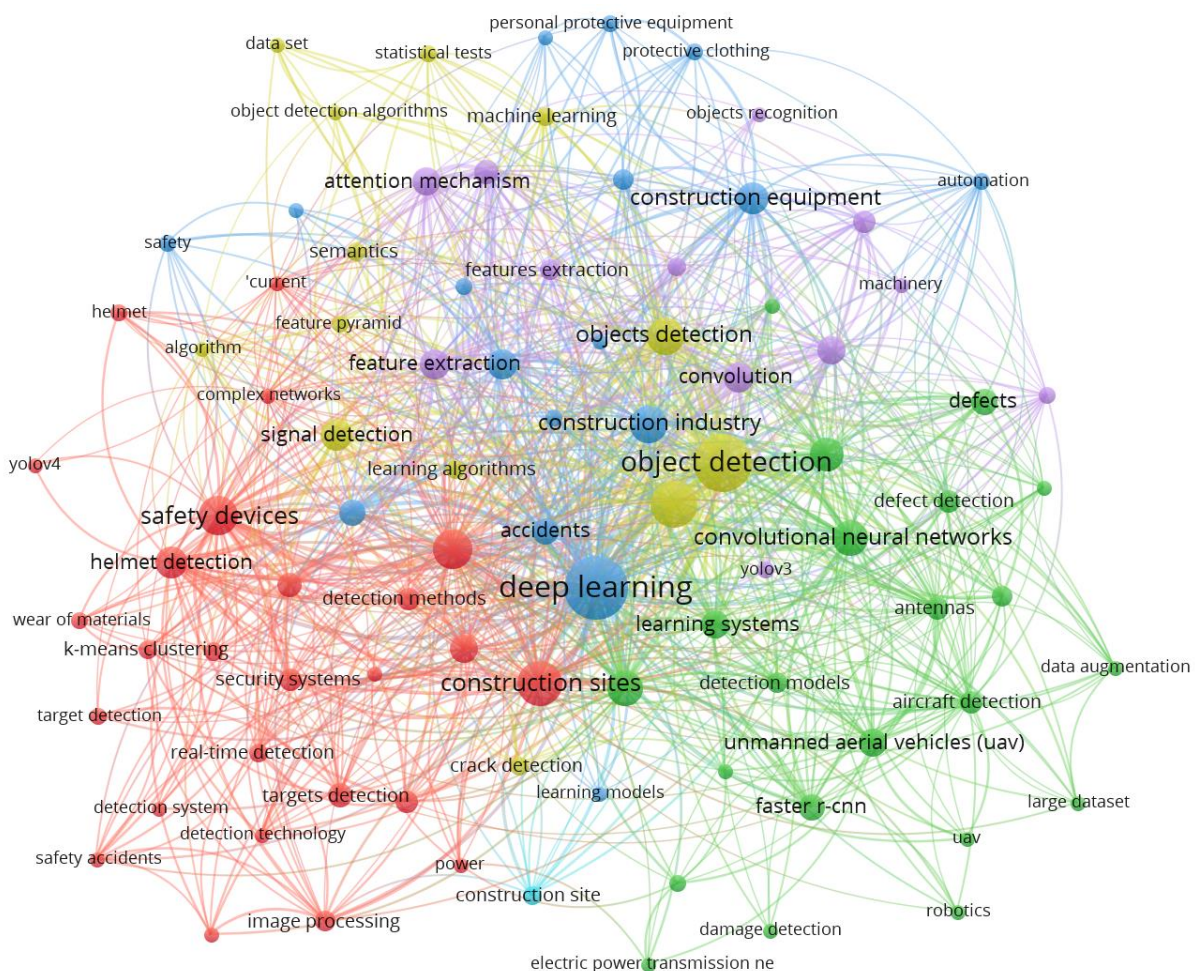 personal protective equipment
data set
statistical tests
protective clothing
object detection algorithms
machine learning
objects recognition
attention mechanism
construction equipment
automation
safety
semantics
features extraction
'current
machinery
helmet
feature pyramid
objects detection
algorithm
feature extraction
convolution
complex networks
defects
signal detection
construction industry
yolov4
learning algorithms
object detection
defect detection
safety devices
accidents
convolutional neural networks
helmet detection
yolov3
deep learning
detection methods
antennas
wear of materials
learning systems
k-means clustering
data augmentation
security systems
construction sites
detection models
aircraft detection
target detection
unmanned aerial vehicles (uav)
real-time detection
crack detection
learning models
targets detection
large dataset
detection system
faster r-cnn
detection technology
uav
safety accidents
power
construction site
robotics
image processing
damage detection
electric power transmission ne